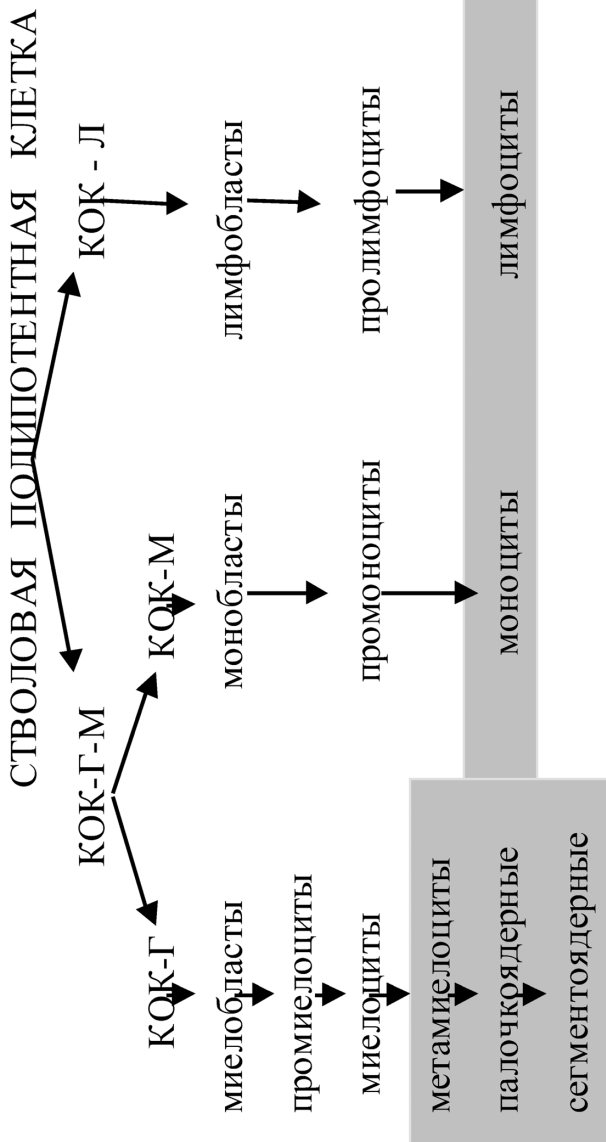 СТВОЛОВАЯ ПОЛИПОТЕНТНАЯ КЛЕТКА
КОК-Г-М КОК - Л
КОК-Г КОК-М
миелобласты монобласты лимфобласты
промиелоциты
миелоциты промоноциты пролимфоциты
метамиелоциты
палочкоядерные моноциты лимфоциты
сегментоядерные